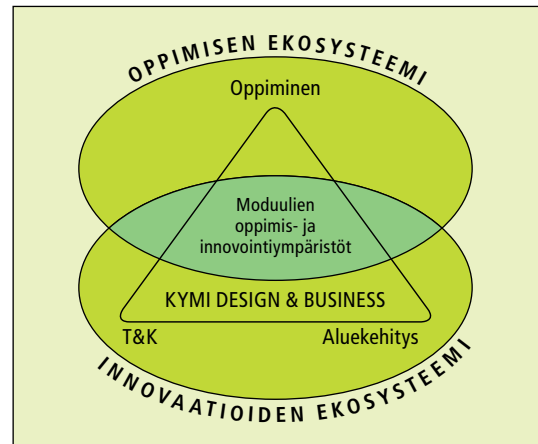 OPPIMISEN EKOSYSTEEMI
Oppiminen
Moduulien
oppimis- ja
innovointiympäristöt
KYMI DESIGN & BUSINESS
T&K Aluekehitys
INNOVAATIOIDEN EKOSYSTEEMI